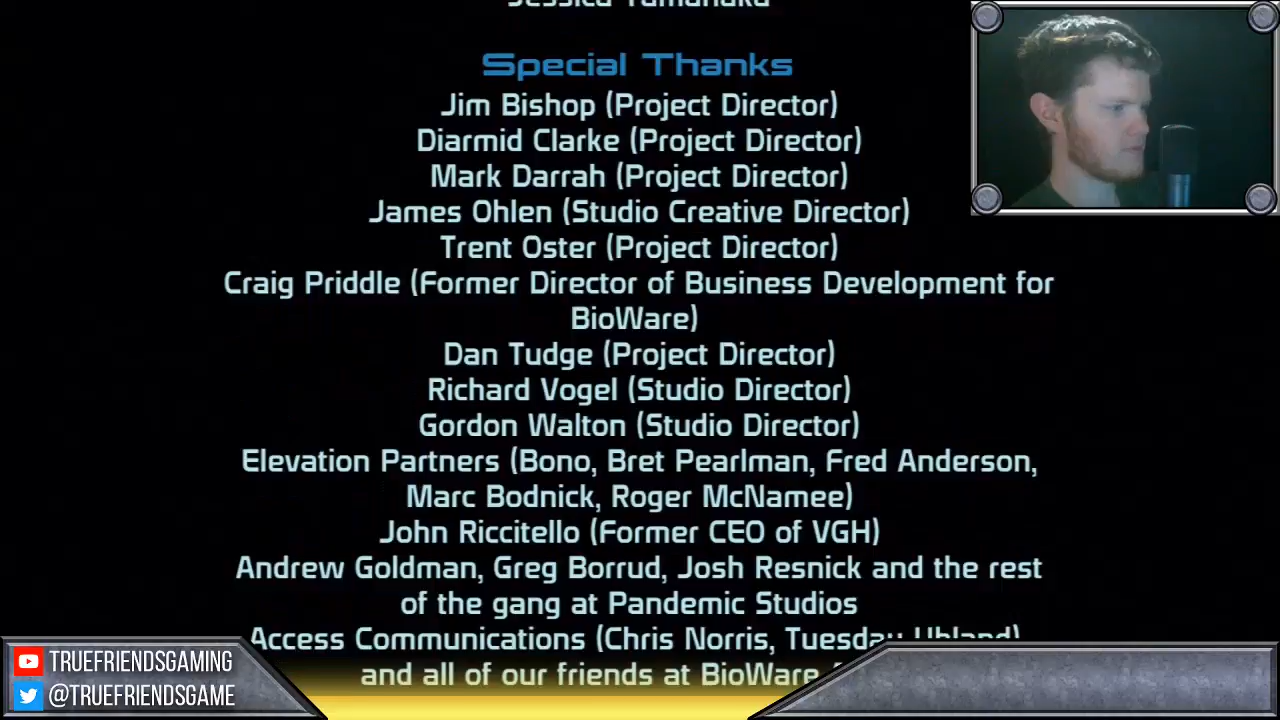 Special Thanks
Jim Bishop (Project Director)
Diarmid Clarke (Project Director)
Mark Darrah (Project Director)
James Ohlen (Studio Creative Director)
Trent Oster (Project Director)
Craig Priddle (Former Director of Business Development for
BioWare)
Dan Tudge (Project Director)
Richard Vogel (Studio Director)
Gordon Walton (Studio Director)
Elevation Partners (Bono, Bret Pearlman, Fred Anderson,
Marc Bodnick, Roger McNamee)
John Riccitello (Former CEO of VGH)
Andrew Goldman, Greg Borrud, Josh Resnick and the rest
of the gang at Pandemic Studios
Access Communications (Chris Norris, Tuesday Uhland)
and all of our friends at BioWare
TRUEFRIENDSGAMING
@TRUEFRIENDSGAME